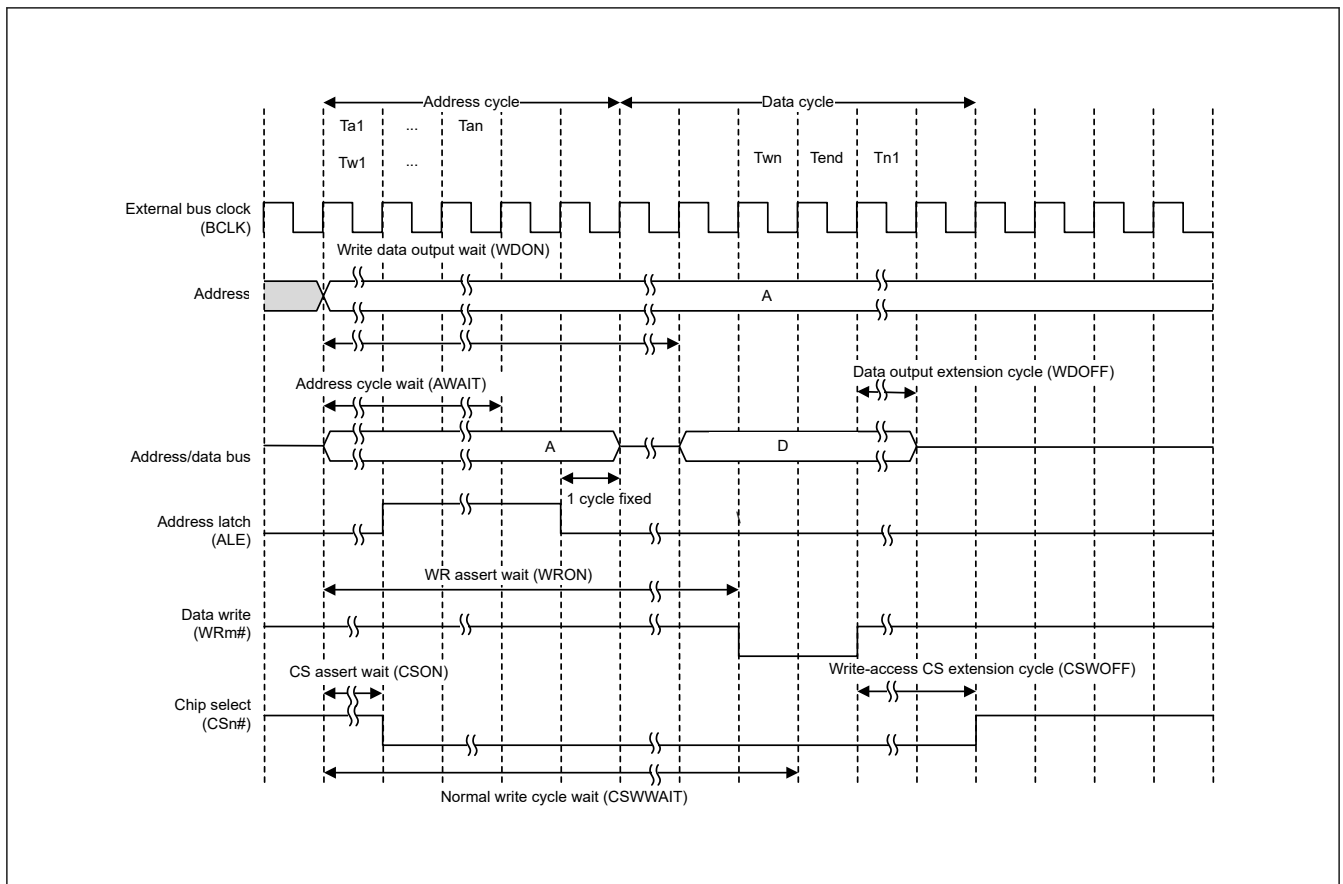 Address cycle Data cycle
Ta1 ... Tan
Tw1 ... Twn Tend Tn1
External bus clock
(BCLK)
Write data output wait (WDON)
Address A
Data output extension cycle (WDOFF)
Address cycle wait (AWAIT)
Address/data bus A D
1 cycle fixed
Address latch
(ALE)
WR assert wait (WRON)
Data write
(WRm#)
CS assert wait (CSON) Write-access CS extension cycle (CSWOFF)
Chip select
(CSn#)
Normal write cycle wait (CSWWAIT)